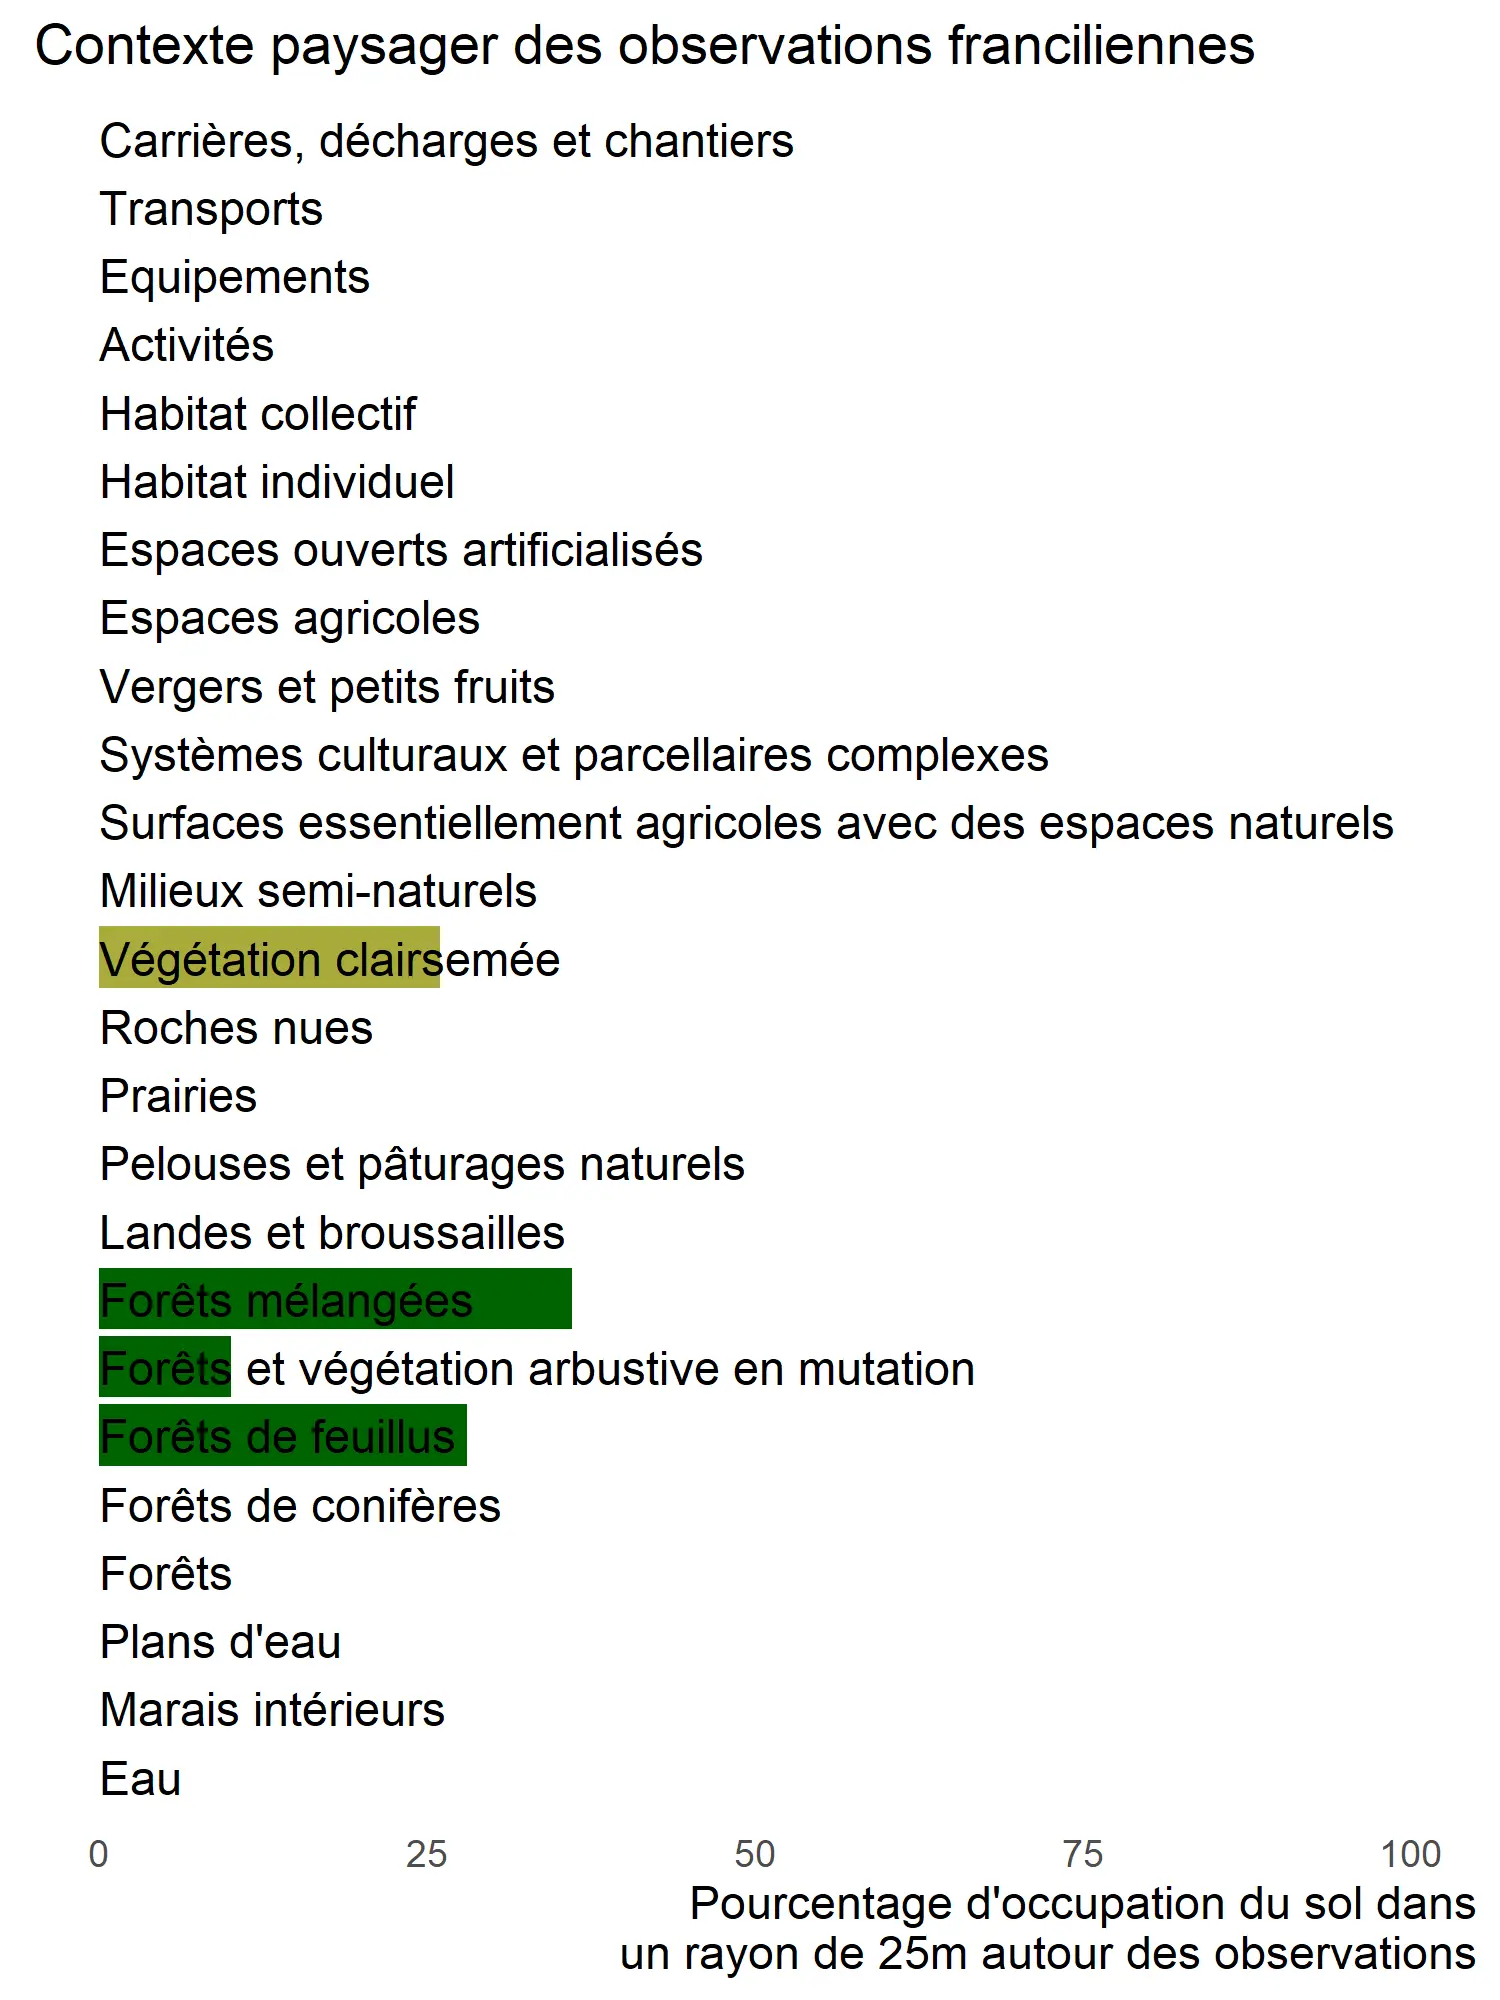 Contexte paysager des observations franciliennes
Carrières, décharges et chantiers
Transports
Equipements
Activités
Habitat collectif
Habitat individuel
Espaces ouverts artificialisés
Espaces agricoles
Vergers et petits fruits
Systèmes culturaux et parcellaires complexes
Surfaces essentiellement agricoles avec des espaces naturels
Milieux semi-naturels
Végétation clairsemée
Roches nues
Prairies
Pelouses et pâturages naturels
Landes et broussailles
Forêts mélangées
Forêts et végétation arbustive en mutation
Forêts de feuillus
Forêts de conifères
Forêts
Plans d'eau
Marais intérieurs
Eau
0 25 50 75 100
Pourcentage d'occupation du sol dans
un rayon de 25m autour des observations